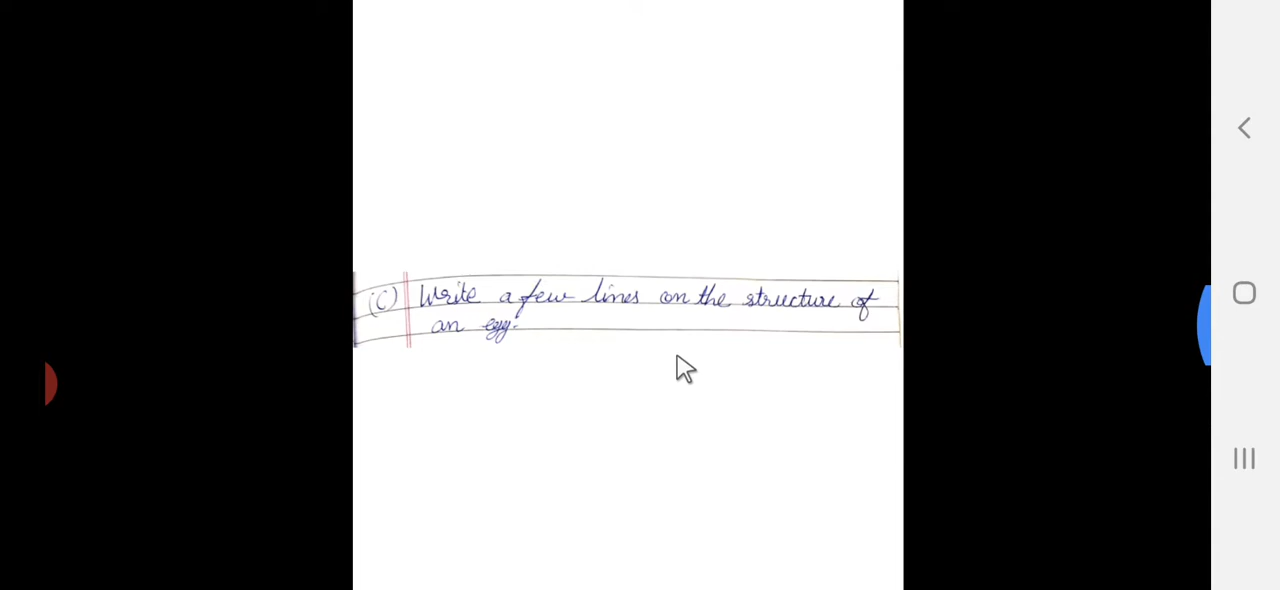 (C) Write a few lines on the structure of
an egg.